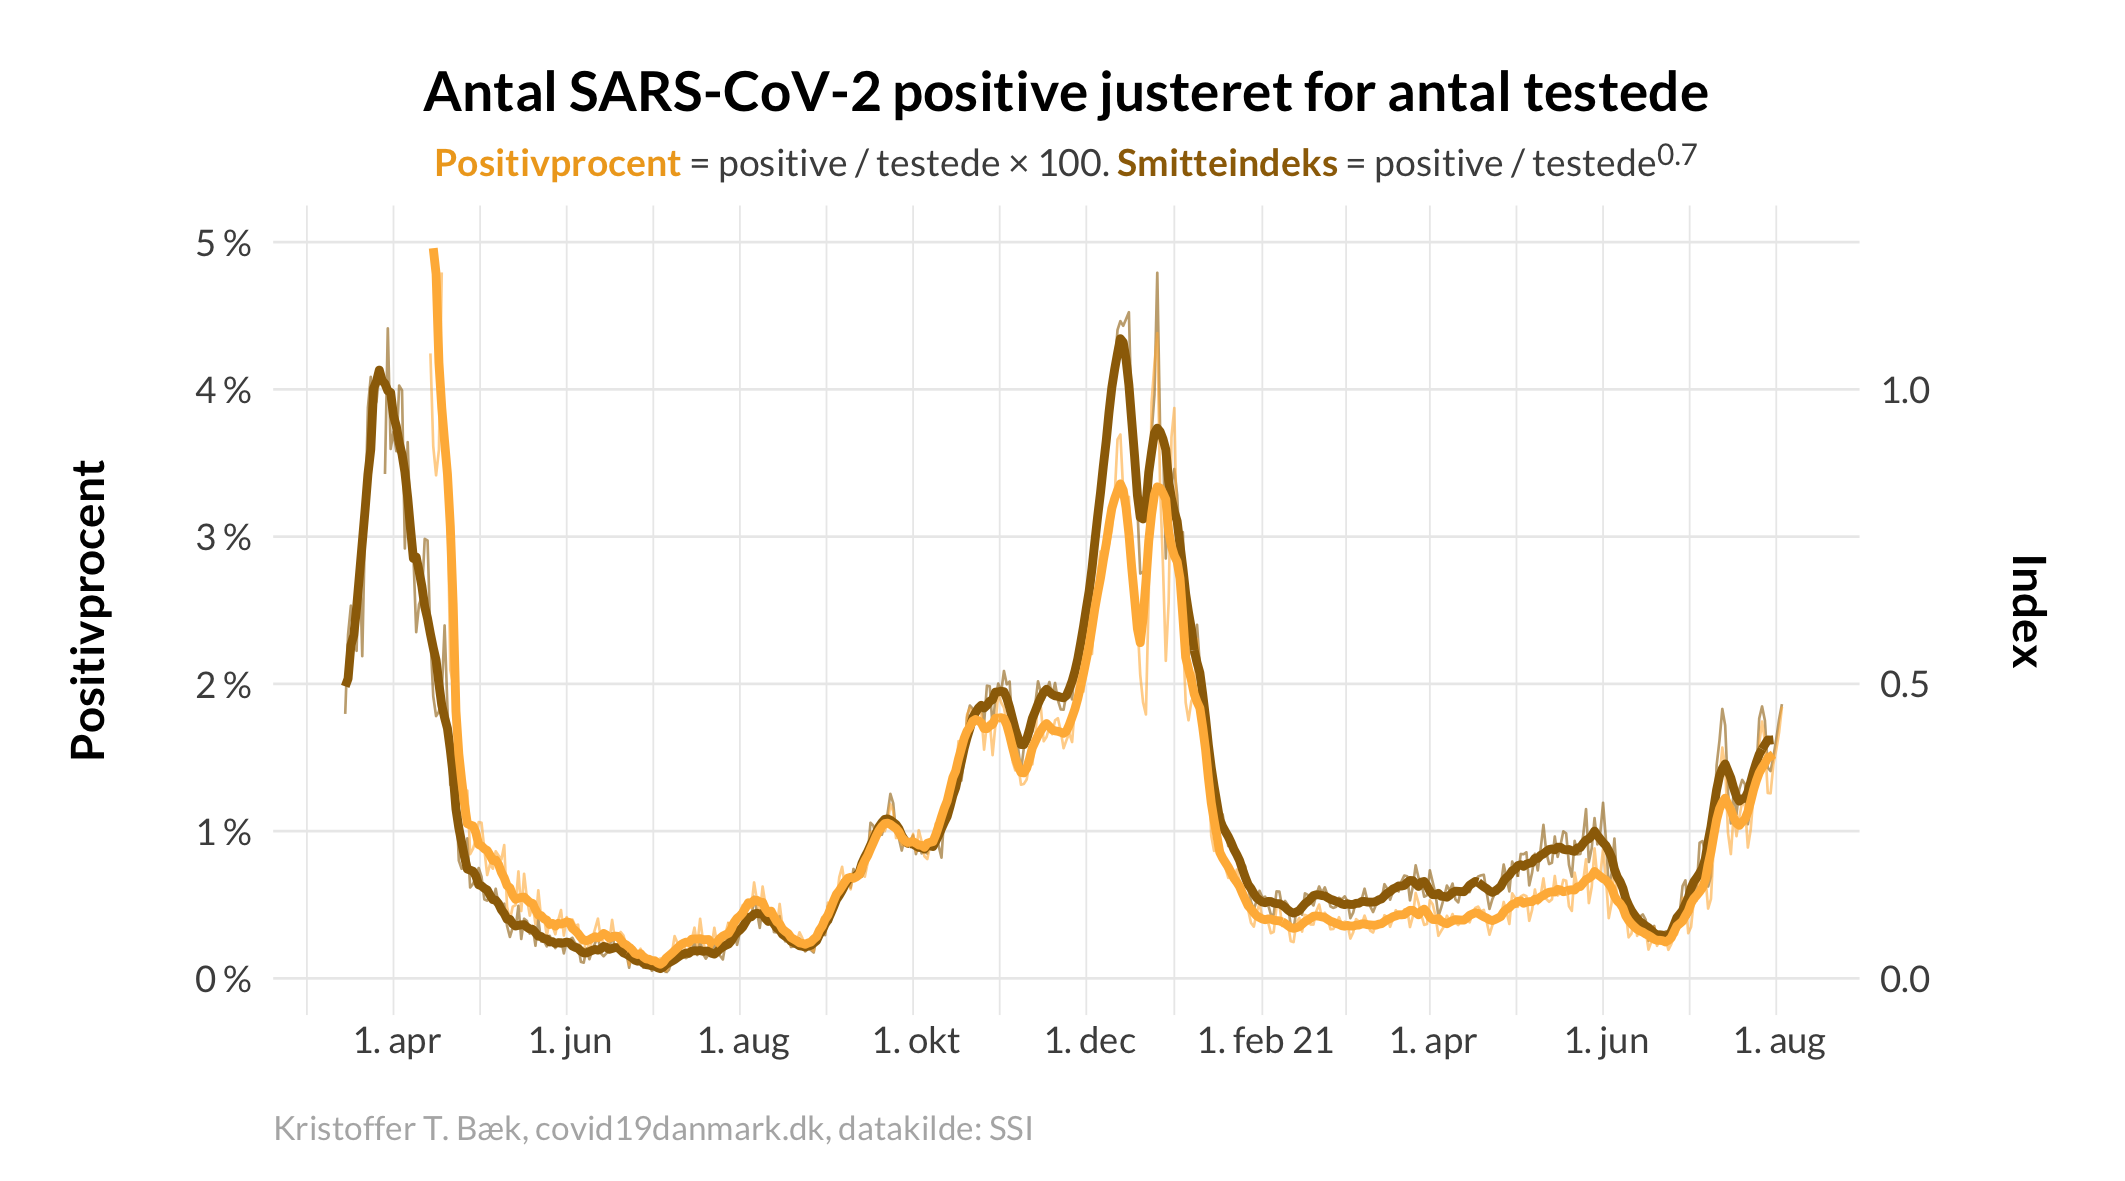 Antal SARS-CoV-2 positive justeret for antal testede
Positivprocent = positive / testede × 100. Smitteindeks = positive / testede^0.7
5 %
4 %
3 %
2 %
1 %
0 %
Positivprocent
1.0
0.5
0.0
Index
1. apr
1. jun
1. aug
1. okt
1. dec
1. feb 21
1. apr
1. jun
1. aug
Kristoffer T. Bæk, covid19danmark.dk, datakilde: SSI